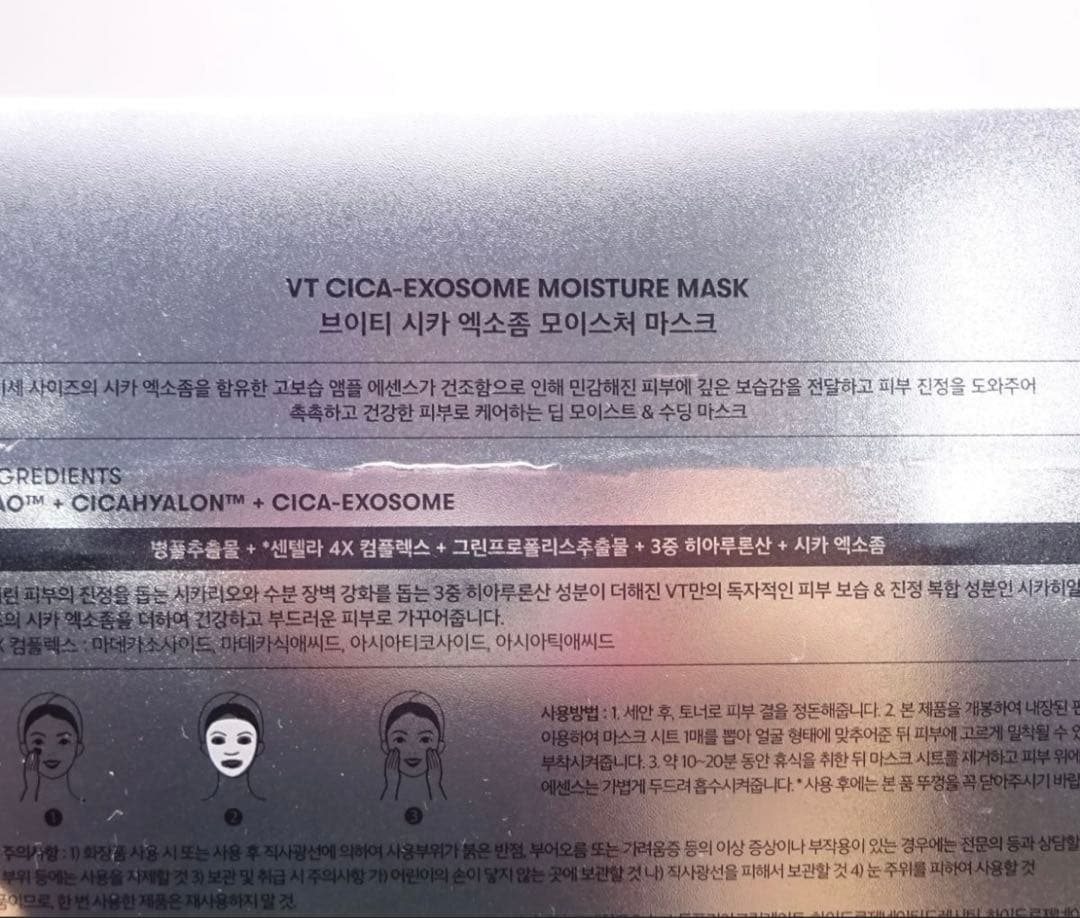 VT CICA-EXOSOME MOISTURE MASK
브이티 시카 엑소좀 모이스처 마스크
세 사이즈의 시카 엑소좀을 함유한 고보습 앰플 에센스가 건조함으로 인해 민감해진 피부에 깊은 보습감을 전달하고 피부 진정을 도와주어
촉촉하고 건강한 피부로 케어하는 딥 모이스트 & 수딩 마스크
GREDIENTS
AO™ + CICAHYALON™ + CICA-EXOSOME
병풀추출물 + *센텔라 4X 컴플렉스 + 그린프로폴리스추출물 + 3중 히아루론산 + 시카 엑소좀
린 피부의 진정을 돕는 시카리오와 수분 장벽 강화를 돕는 3중 히아루론산 성분이 더해진 VT만의 독자적인 피부 보습 & 진정 복합 성분인 시카히알
의 시카 엑소좀을 더하여 건강하고 부드러운 피부로 가꾸어줍니다.
X 컴플렉스 : 마데카소사이드, 마데카식애씨드, 아시아티코사이드, 아시아틱애씨드
사용방법 : 1. 세안 후, 토너로 피부 결을 정돈해줍니다. 2. 본 제품을 개봉하여 내장된
이용하여 마스크 시트 1매를 뽑아 얼굴 형태에 맞추어준 뒤 피부에 고르게 밀착될 수
부착시켜줍니다. 3. 약 10~20분 동안 휴식을 취한 뒤 마스크 시트를 제거하고 피부 위에
에센스는 가볍게 두드려 흡수시켜줍니다. * 사용 후에는 본 품 뚜껑을 꼭 닫아주시기 바랍
1 2 3
주의사항 : 1) 화장품 사용 시 또는 사용 후 직사광선에 의하여 사용부위가 붉은 반점, 부어오름 또는 가려움증 등의 이상 증상이나 부작용이 있는 경우에는 전문의 등과 상담할
부위 등에는 사용을 자제할 것 3) 보관 및 취급 시 주의사항 가) 어린이의 손이 닿지 않는 곳에 보관할 것 나) 직사광선을 피해서 보관할 것 4) 눈 주위를 피하여 사용할 것
품이므로, 한 번 사용한 제품은 재사용하지 말 것.